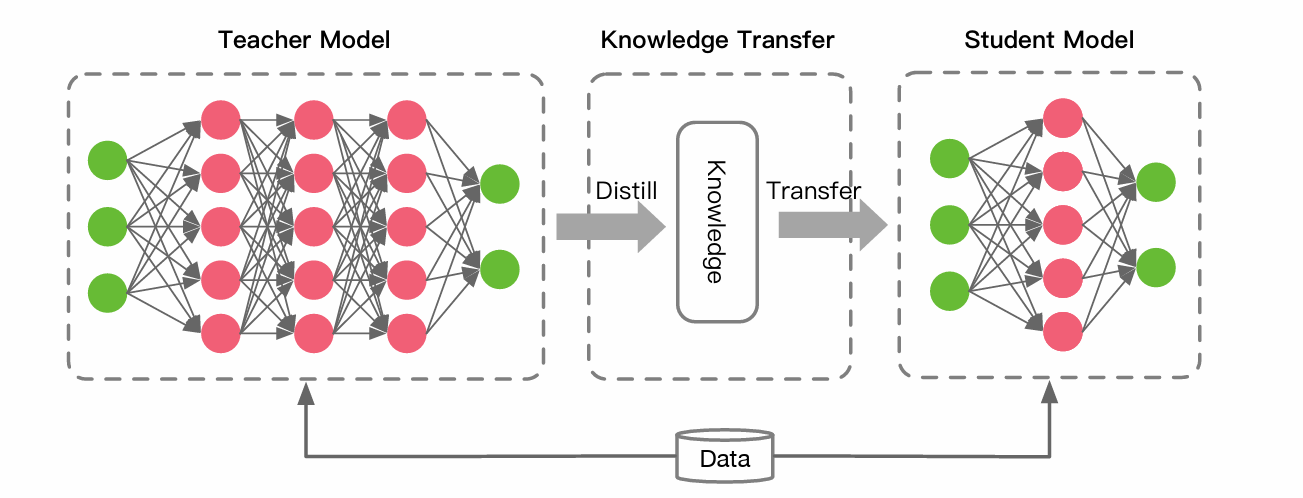 Teacher Model
Knowledge Transfer
Student Model
Distill
Knowledge
Transfer
Data